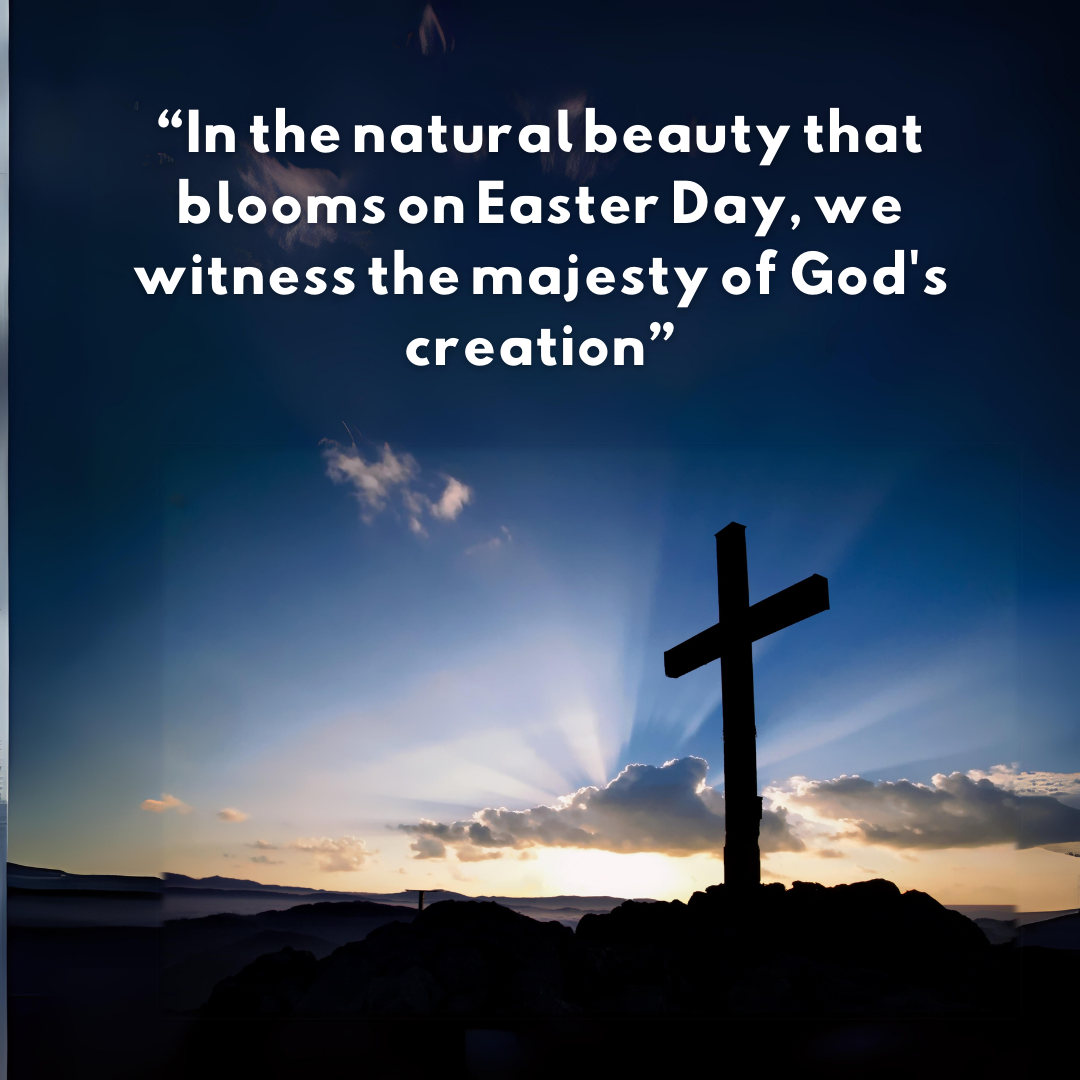 “In the natural beauty that
blooms on Easter Day, we
witness the majesty of God's
creation”